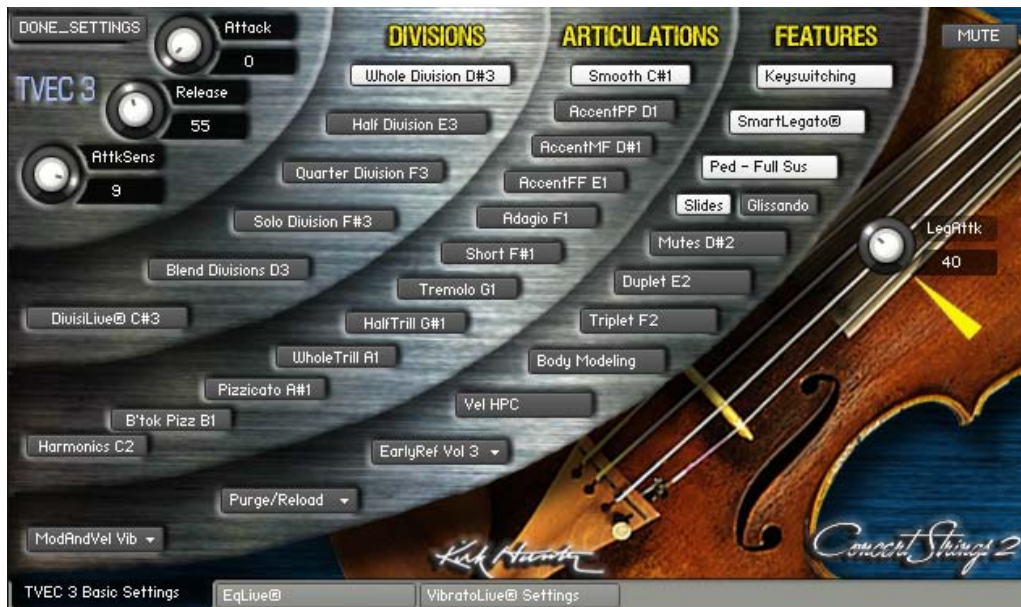 DONE_SETTINGS
Attack
0
TVEC 3
Release
55
AttkSens
9
DIVISIONS
Whole Division D#3
Half Division E3
Quarter Division F3
Solo Division F#3
Blend Divisions D3
DivisiLive® C#3
ARTICULATIONS
Smooth C#1
AccentPP D1
AccentMF D#1
AccentFF E1
Adagio F1
Short F#1
Tremolo G1
HalfTrill G#1
WholeTrill A1
Pizzicato A#1
B'tok Pizz B1
Harmonics C2
FEATURES
Keyswitching
SmartLegato®
Ped - Full Sus
Slides Glissando
Mutes D#2
Duplet E2
Triplet F2
Body Modeling
Vel HPC
EarlyRef Vol 3
Purge/Reload
ModAndVel Vib
MUTE
LegAttk
40
Kirk Hunter
Concert Strings 2
TVEC 3 Basic Settings
EqLive®
VibratoLive® Settings